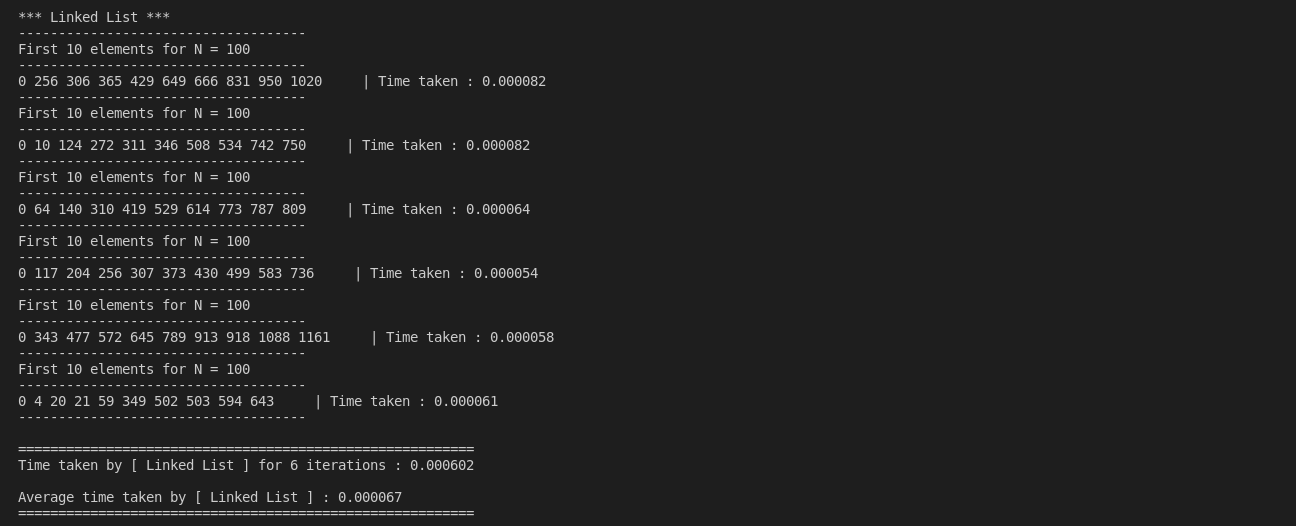 *** Linked List ***
------------------------------------
First 10 elements for N = 100
------------------------------------
0 256 306 365 429 649 666 831 950 1020     | Time taken : 0.000082
------------------------------------
First 10 elements for N = 100
------------------------------------
0 10 124 272 311 346 508 534 742 750     | Time taken : 0.000082
------------------------------------
First 10 elements for N = 100
------------------------------------
0 64 140 310 419 529 614 773 787 809     | Time taken : 0.000064
------------------------------------
First 10 elements for N = 100
------------------------------------
0 117 204 256 307 373 430 499 583 736     | Time taken : 0.000054
------------------------------------
First 10 elements for N = 100
------------------------------------
0 343 477 572 645 789 913 918 1088 1161     | Time taken : 0.000058
------------------------------------
First 10 elements for N = 100
------------------------------------
0 4 20 21 59 349 502 503 594 643     | Time taken : 0.000061
------------------------------------
=========================================================
Time taken by [ Linked List ] for 6 iterations : 0.000602
Average time taken by [ Linked List ] : 0.000067
=========================================================